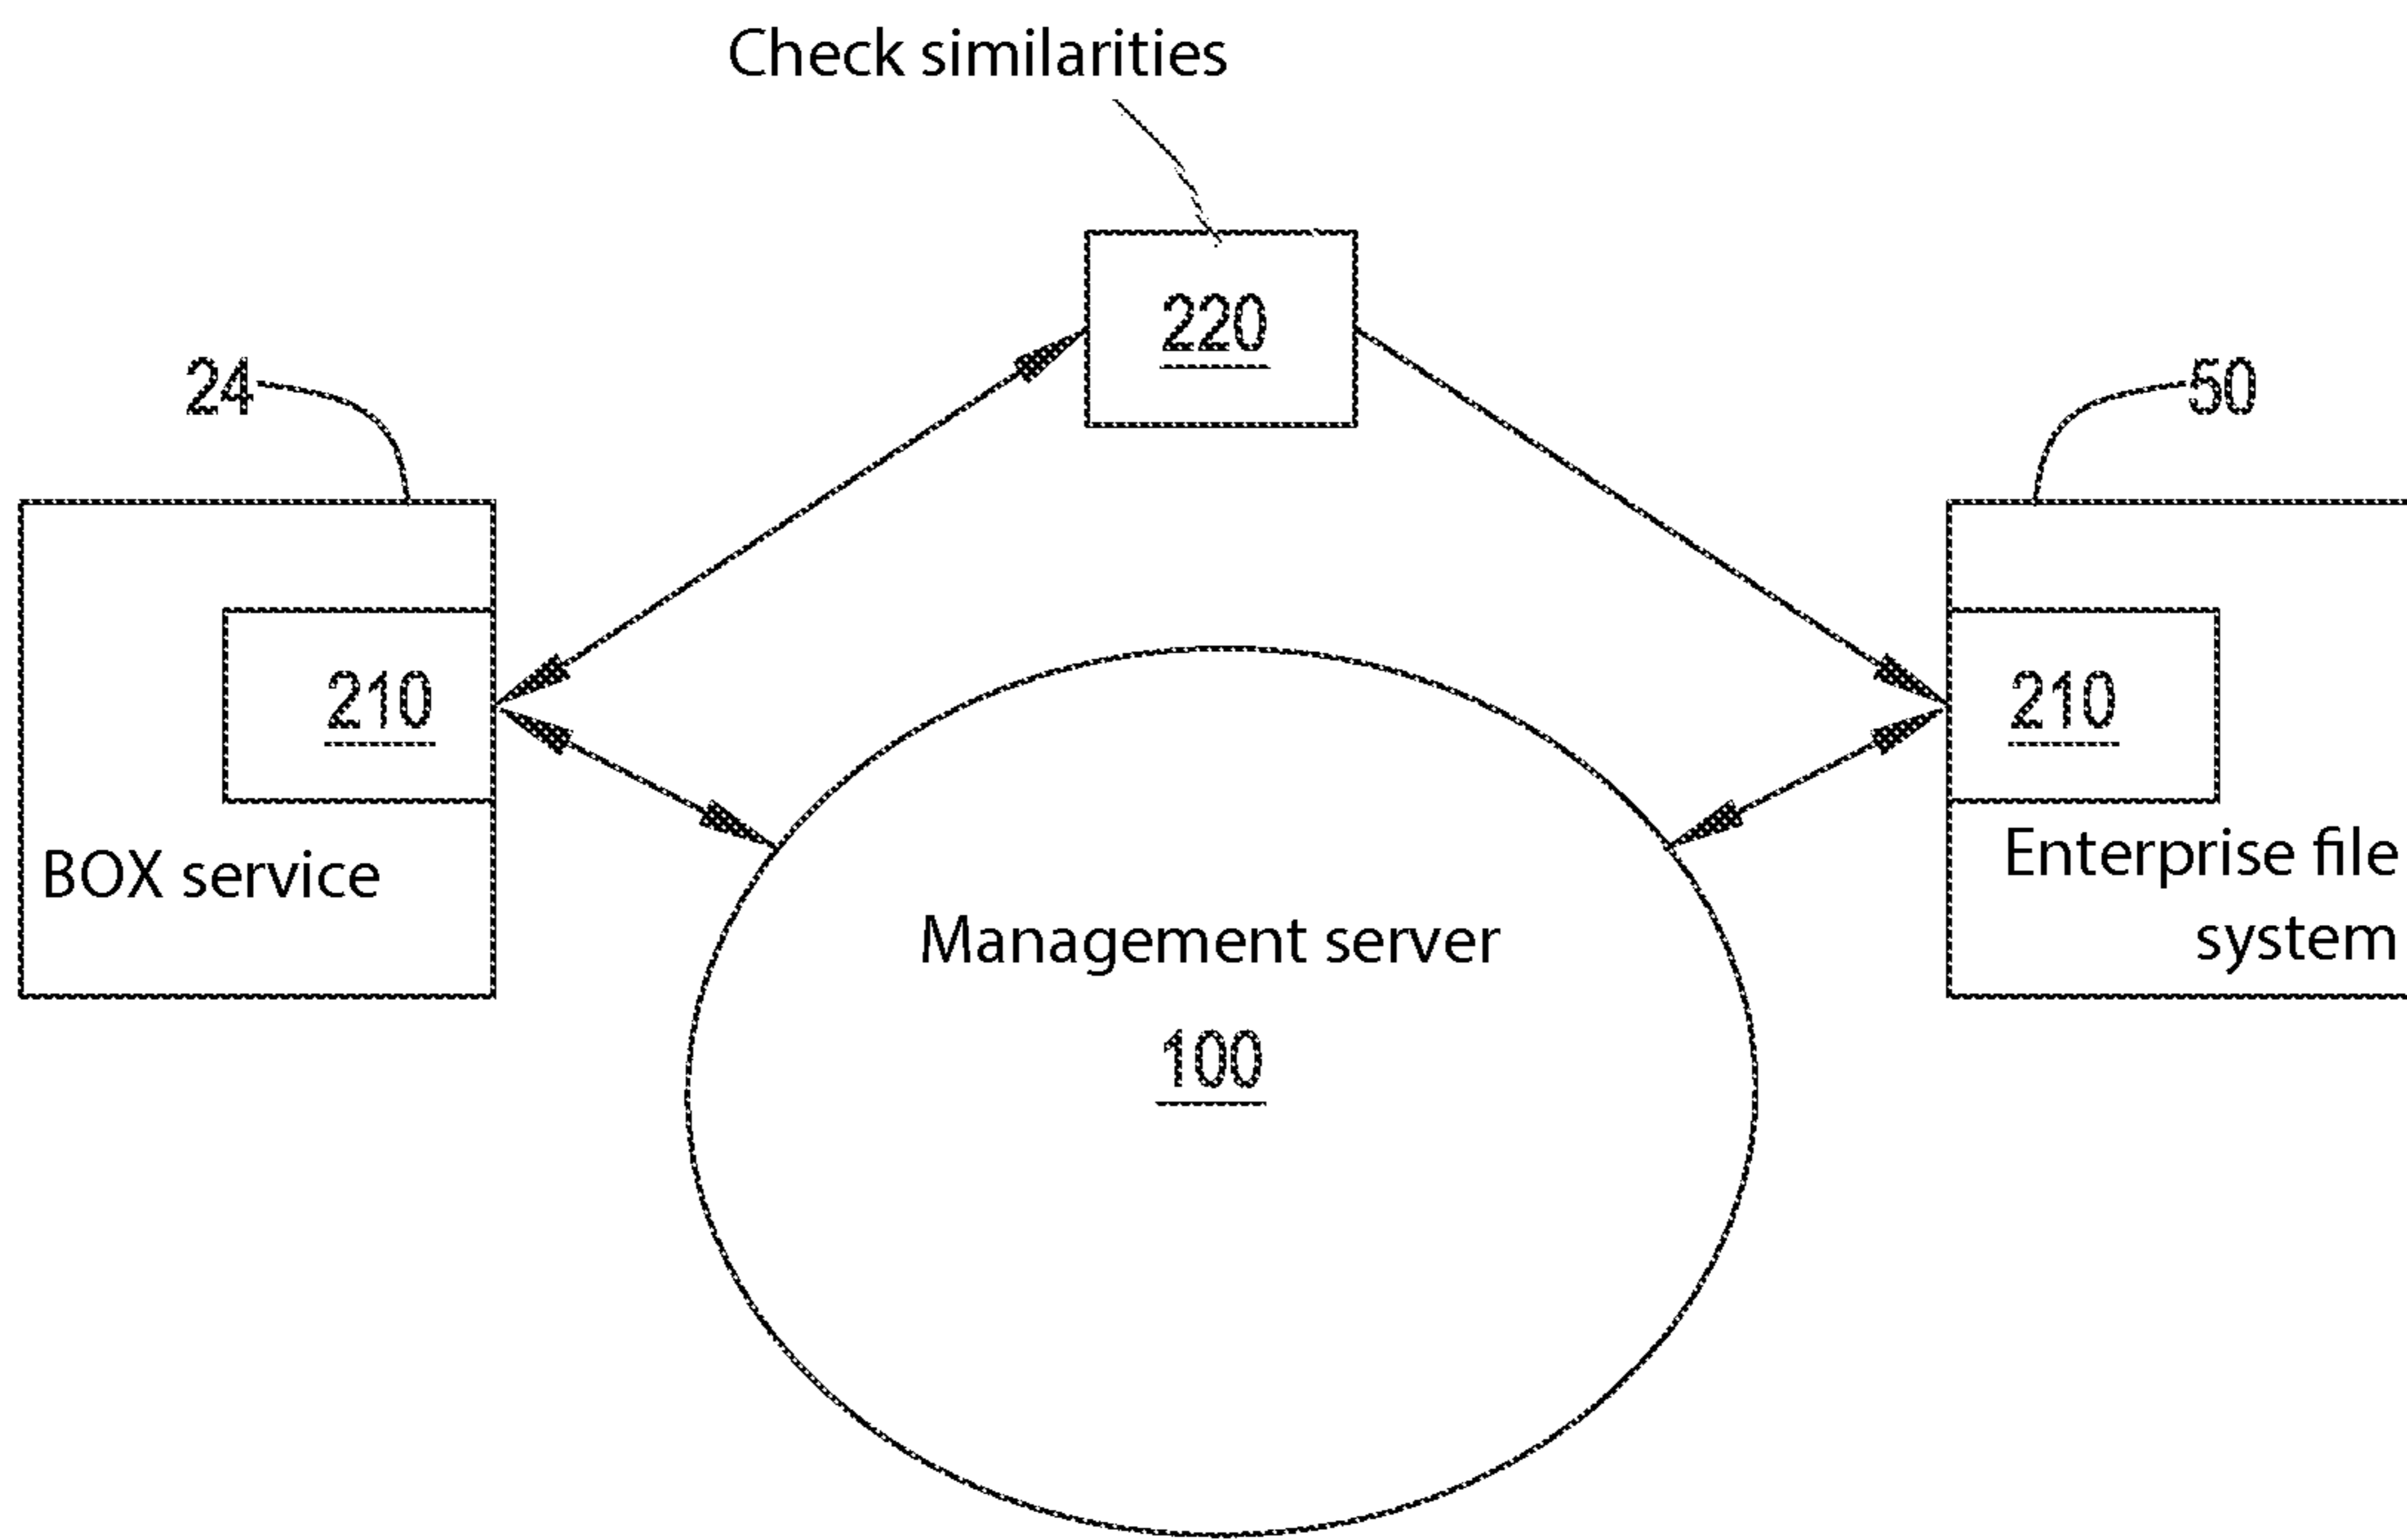 Check similarities
220
24
50
210
210
BOX service
Enterprise file
system
Management server
100